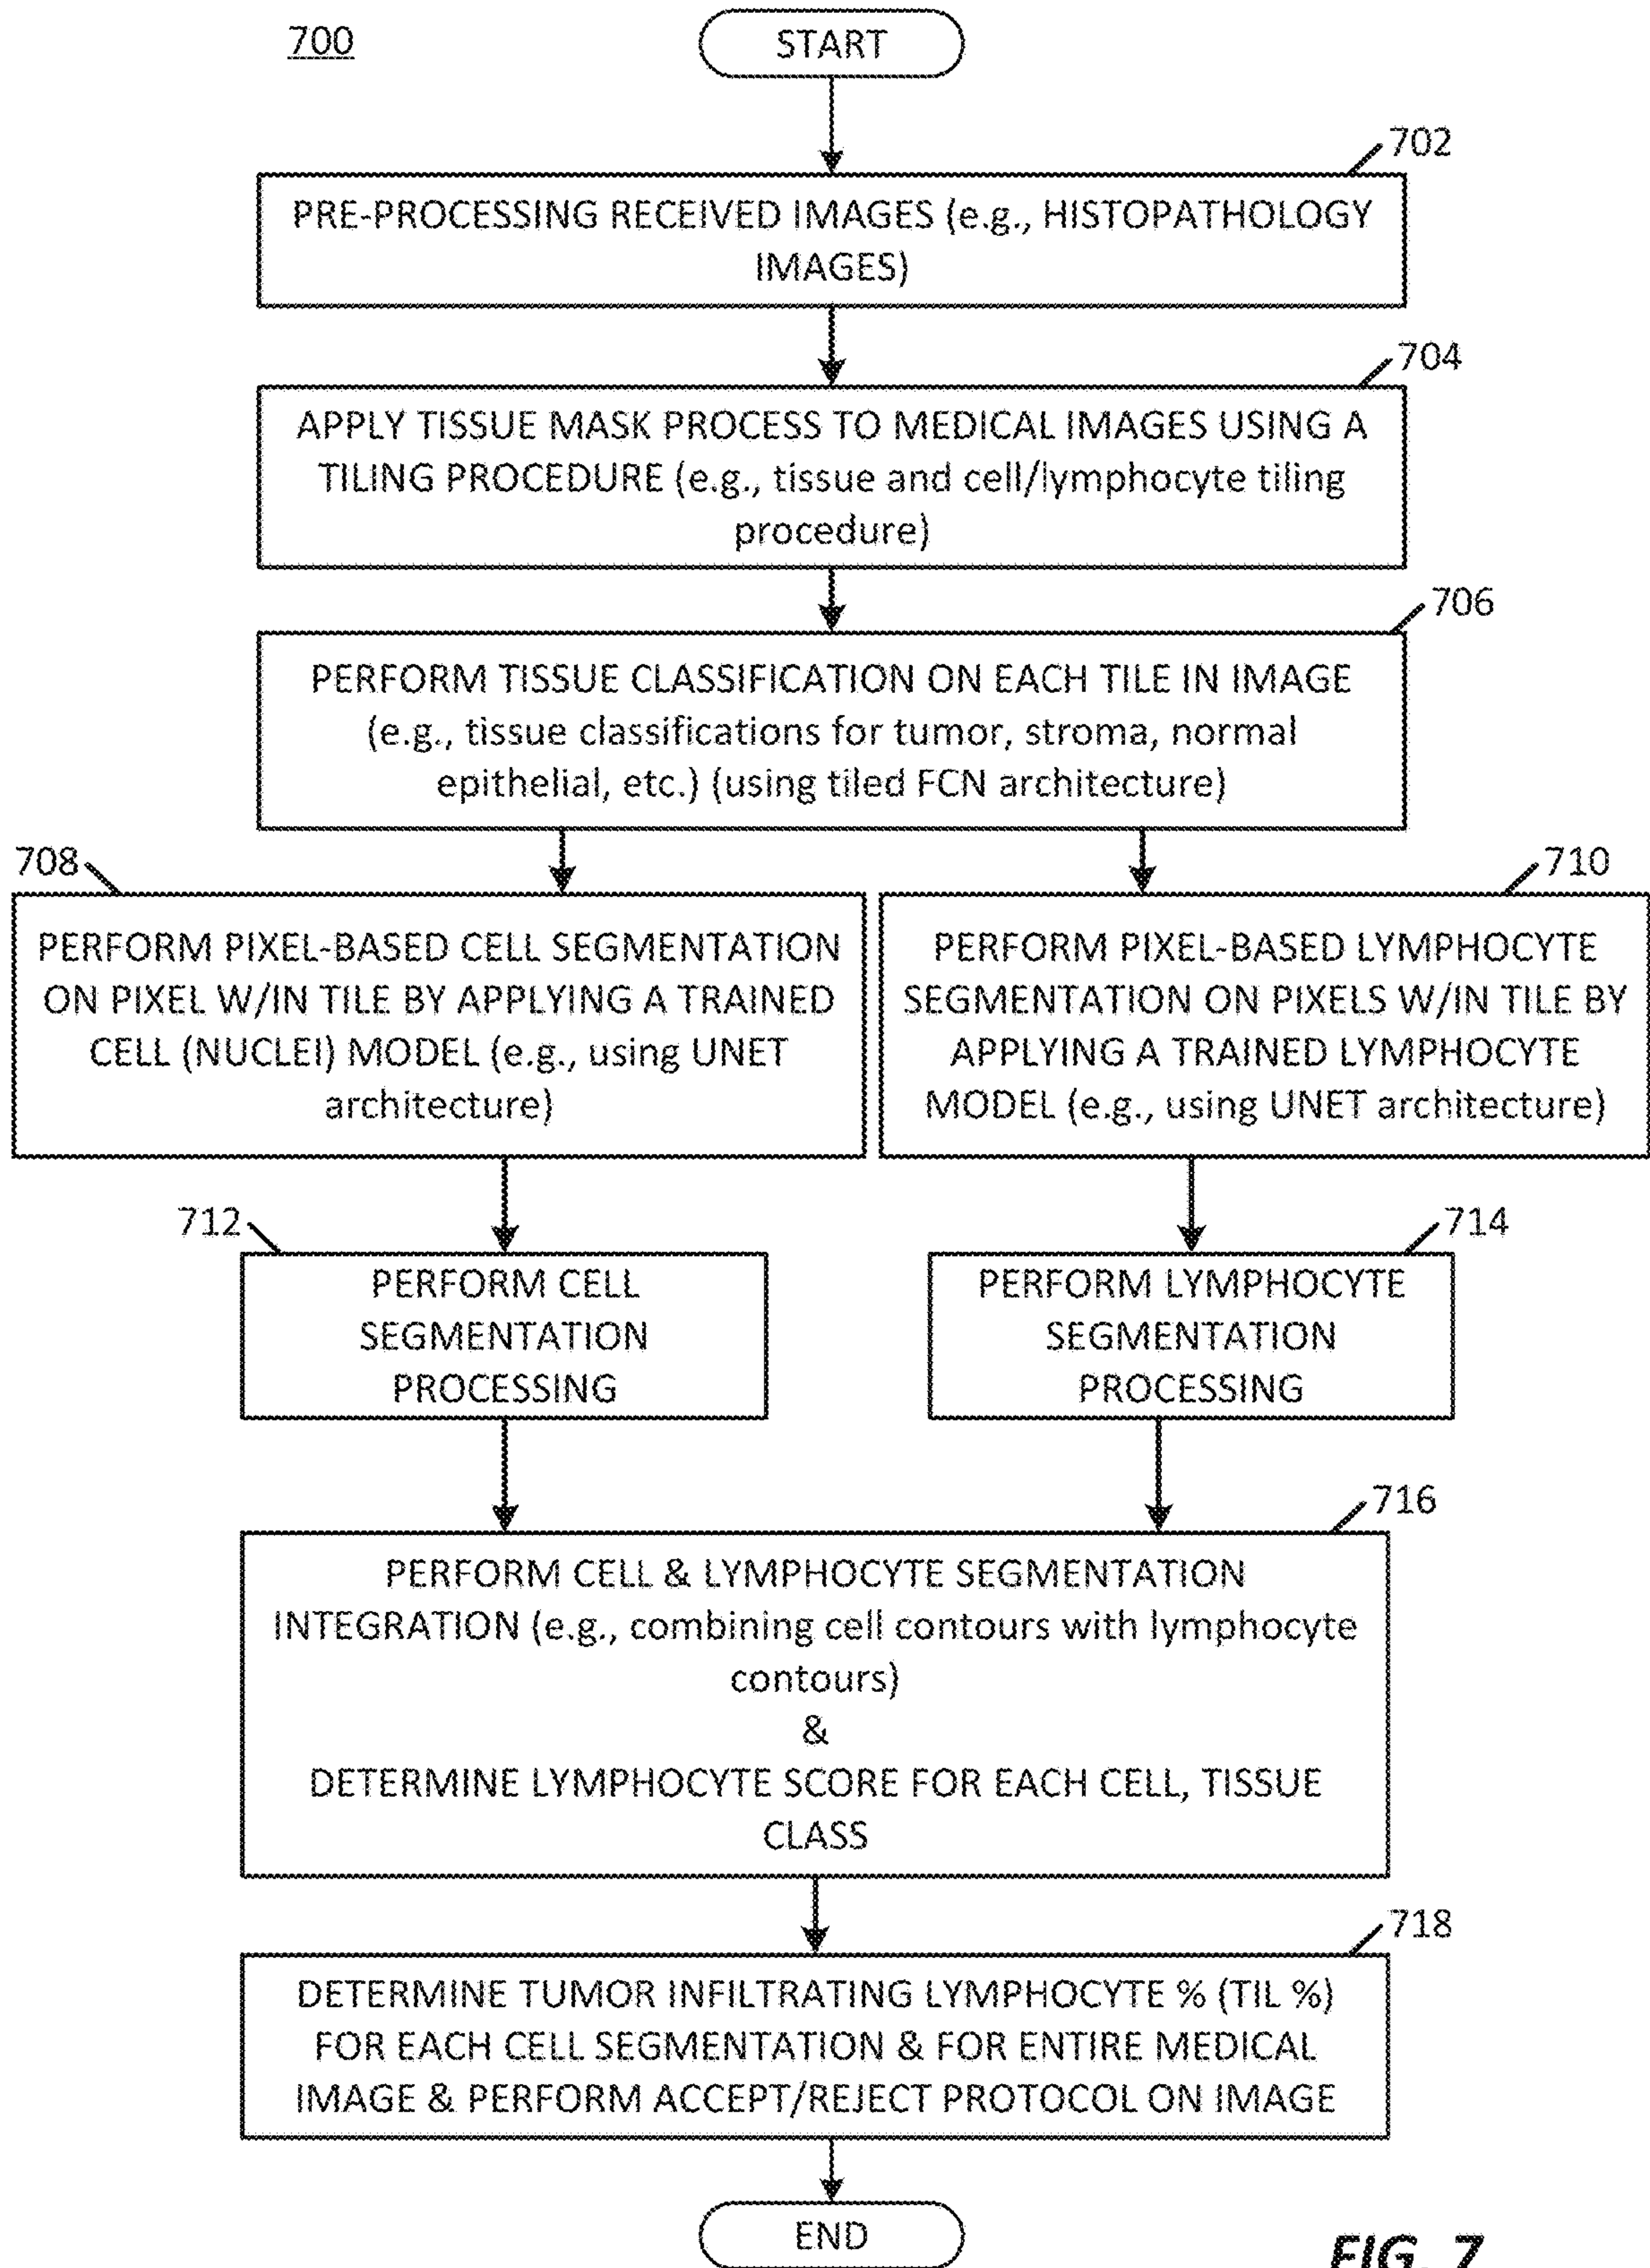 700
START
702
PRE-PROCESSING RECEIVED IMAGES (e.g., HISTOPATHOLOGY
IMAGES)
704
APPLY TISSUE MASK PROCESS TO MEDICAL IMAGES USING A
TILING PROCEDURE (e.g., tissue and cell/lymphocyte tiling
procedure)
706
PERFORM TISSUE CLASSIFICATION ON EACH TILE IN IMAGE
(e.g., tissue classifications for tumor, stroma, normal
epithelial, etc.) (using tiled FCN architecture)
708
PERFORM PIXEL-BASED CELL SEGMENTATION
ON PIXEL W/IN TILE BY APPLYING A TRAINED
CELL (NUCLEI) MODEL (e.g., using UNET
architecture)
710
PERFORM PIXEL-BASED LYMPHOCYTE
SEGMENTATION ON PIXELS W/IN TILE BY
APPLYING A TRAINED LYMPHOCYTE
MODEL (e.g., using UNET architecture)
712
PERFORM CELL
SEGMENTATION
PROCESSING
714
PERFORM LYMPHOCYTE
SEGMENTATION
PROCESSING
716
PERFORM CELL & LYMPHOCYTE SEGMENTATION
INTEGRATION (e.g., combining cell contours with lymphocyte
contours)
&
DETERMINE LYMPHOCYTE SCORE FOR EACH CELL, TISSUE
CLASS
718
DETERMINE TUMOR INFILTRATING LYMPHOCYTE % (TIL %)
FOR EACH CELL SEGMENTATION & FOR ENTIRE MEDICAL
IMAGE & PERFORM ACCEPT/REJECT PROTOCOL ON IMAGE
END
FIG. 7